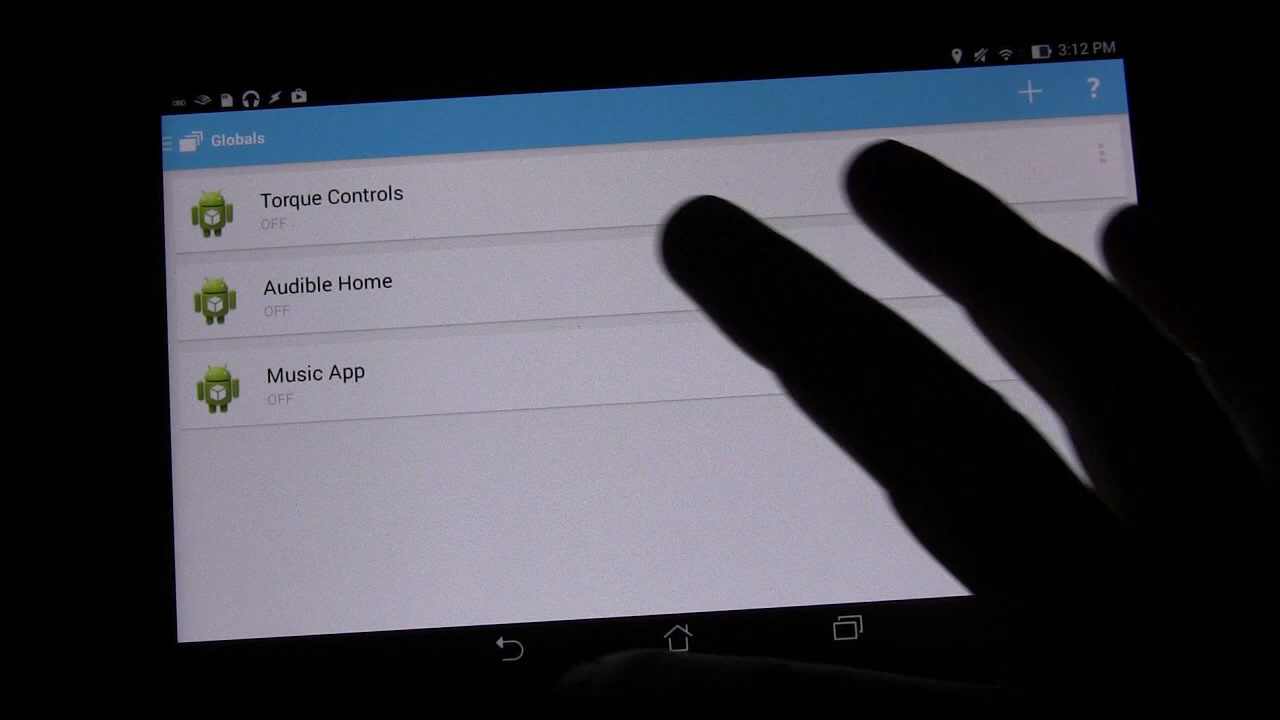 3:12 PM
Globals
?
Torque Controls
OFF
Audible Home
OFF
Music App
OFF